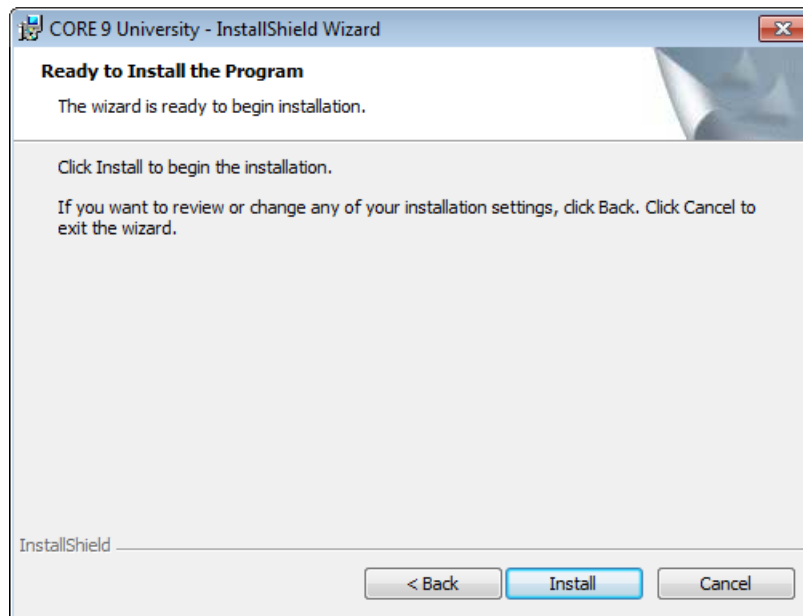 CORE 9 University - InstallShield Wizard
Ready to Install the Program
The wizard is ready to begin installation.
Click Install to begin the installation.
If you want to review or change any of your installation settings, click Back. Click Cancel to
exit the wizard.
InstallShield
< Back Install Cancel